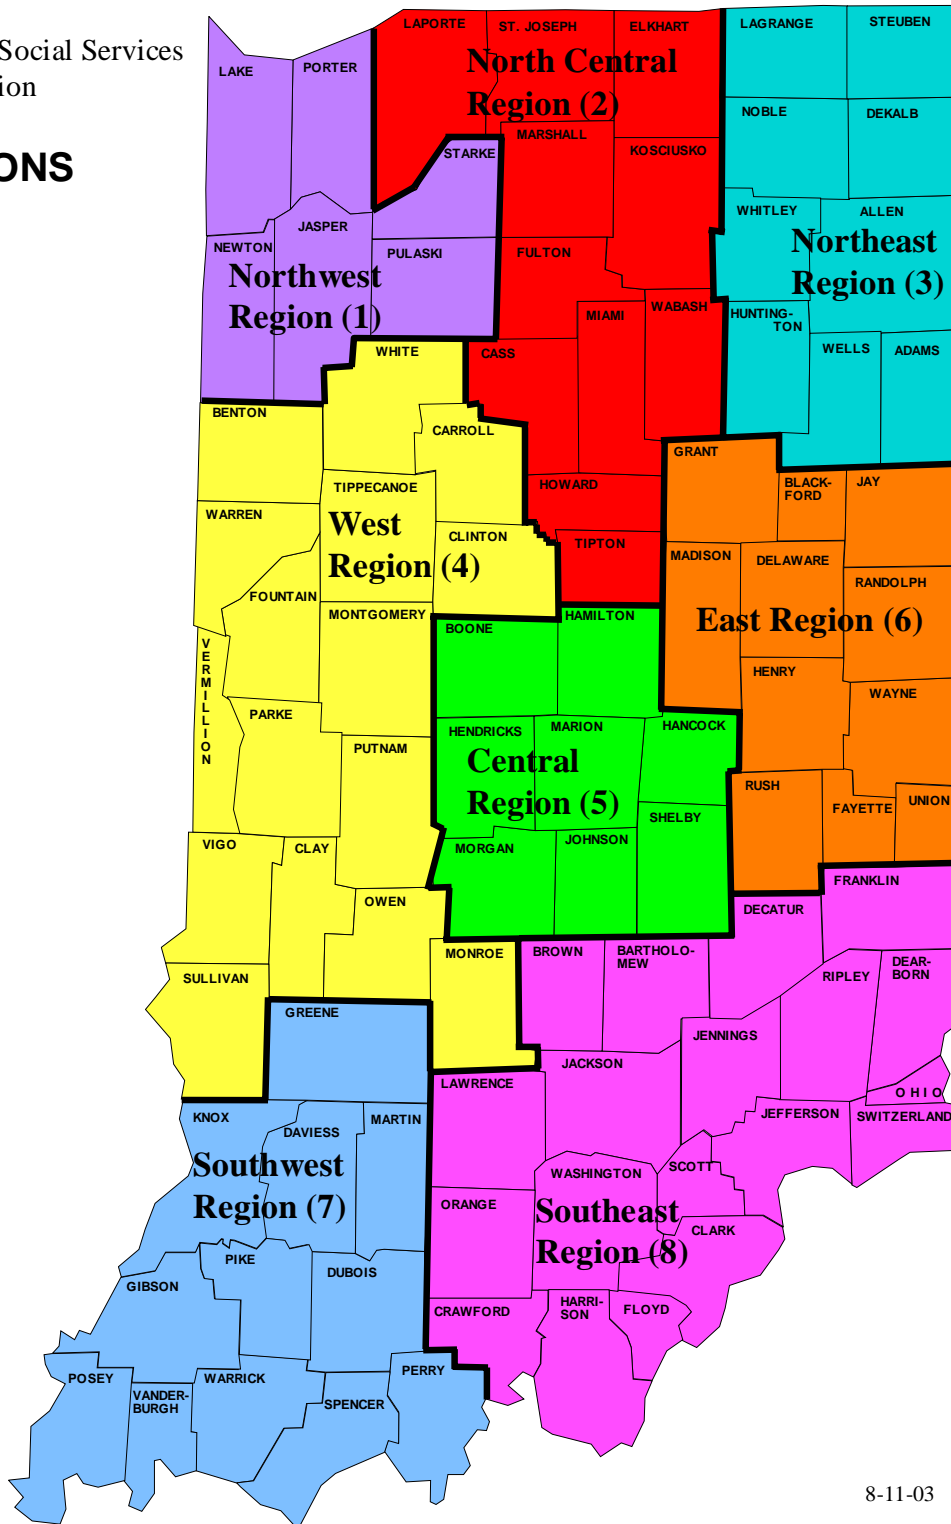 Social Services
ion
ONS
LAPORTE
ST. JOSEPH
ELKHART
LAGRANGE
STEUBEN
LAKE
PORTER
North Central
Region (2)
NOBLE
DEKALB
MARSHALL
STARKE
KOSCIUSKO
WHITLEY
ALLEN
JASPER
NEWTON
PULASKI
FULTON
Northeast
Region (3)
Northwest
Region (1)
MIAMI
WABASH
HUNTING-
TON
WHITE
CASS
WELLS
ADAMS
BENTON
CARROLL
GRANT
TIPPECANOE
HOWARD
BLACK-
FORD
JAY
WARREN
West
Region (4)
CLINTON
TIPTON
MADISON
DELAWARE
RANDOLPH
FOUNTAIN
MONTGOMERY
BOONE
HAMILTON
East Region (6)
VERMILLION
HENRY
WAYNE
PARKE
HENDRICKS
MARION
HANCOCK
PUTNAM
Central
Region (5)
RUSH
FAYETTE
UNION
SHELBY
VIGO
CLAY
MORGAN
JOHNSON
FRANKLIN
OWEN
DECATUR
MONROE
BROWN
BARTHOLO-
MEW
DEAR-
BORN
RIPLEY
SULLIVAN
GREENE
JENNINGS
JACKSON
LAWRENCE
OHIO
KNOX
DAVIESS
MARTIN
JEFFERSON
SWITZERLAND
Southwest
Region (7)
WASHINGTON
SCOTT
ORANGE
Southeast
Region (8)
CLARK
PIKE
DUBOIS
GIBSON
CRAWFORD
HARRI-
SON
FLOYD
POSEY
VANDER-
BURGH
WARRICK
PERRY
SPENCER
8-11-03